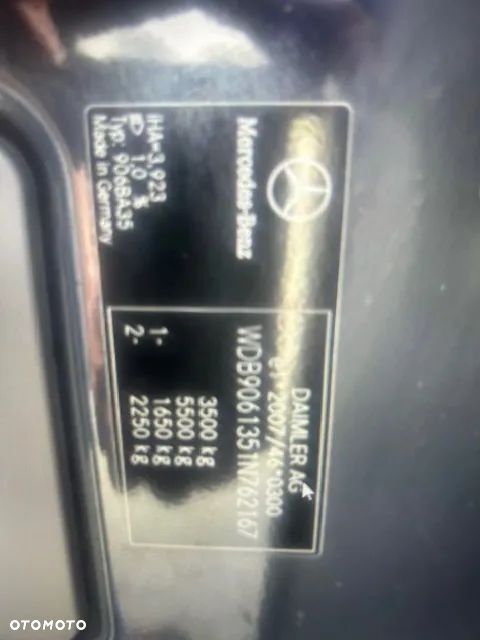 Mercedes-Benz
iHA=3,923
1,0 %
Typ: 906BA35
Made in Germany
DAIMLER AG
e1*2007/46*0300
WDB9061351N762167
3500 kg
5500 kg
1- 1650 kg
2- 2250 kg
OTOMOTO